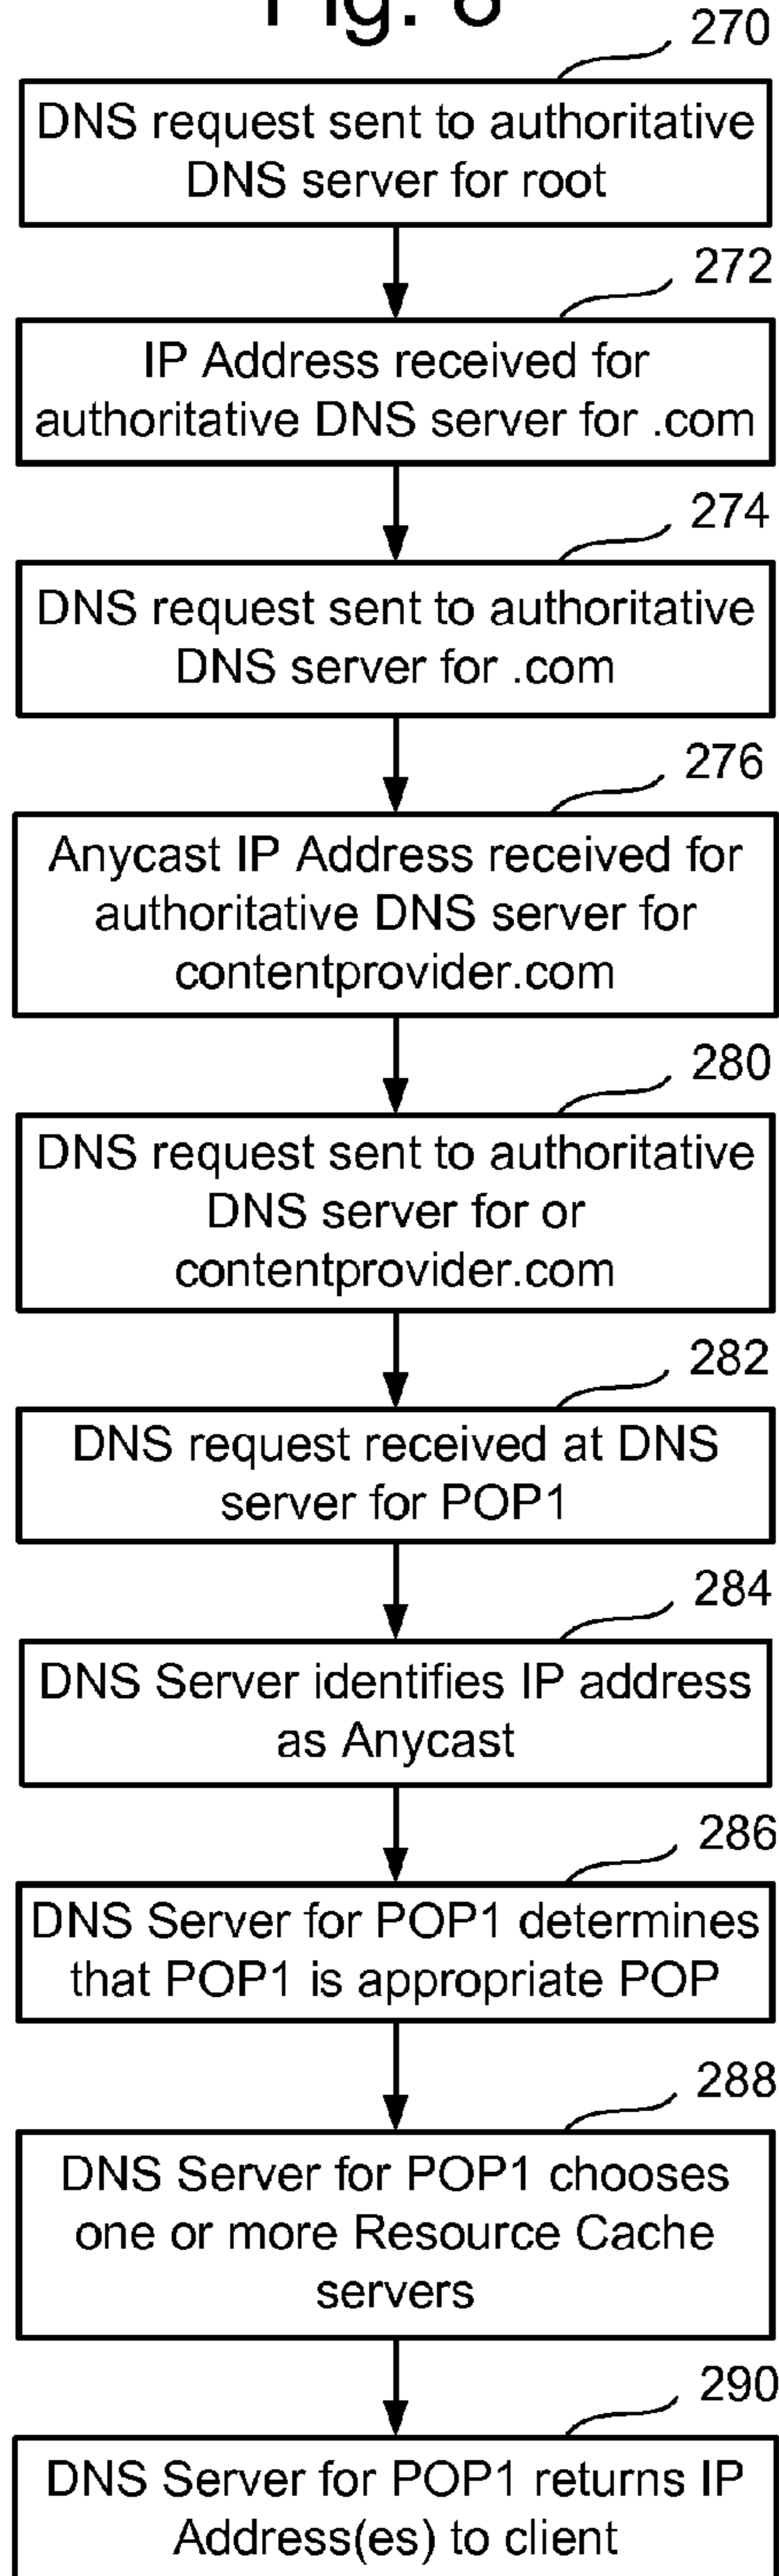 Fig. 8
270
DNS request sent to authoritative
DNS server for root
272
IP Address received for
authoritative DNS server for .com
274
DNS request sent to authoritative
DNS server for .com
276
Anycast IP Address received for
authoritative DNS server for
contentprovider.com
280
DNS request sent to authoritative
DNS server for or
contentprovider.com
282
DNS request received at DNS
server for POP1
284
DNS Server identifies IP address
as Anycast
286
DNS Server for POP1 determines
that POP1 is appropriate POP
288
DNS Server for POP1 chooses
one or more Resource Cache
servers
290
DNS Server for POP1 returns IP
Address(es) to client